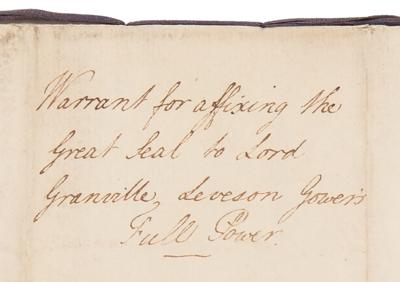 Warrant for affixing the
Great Seal to Lord
Granville, Leveson Gower's
Full Power.